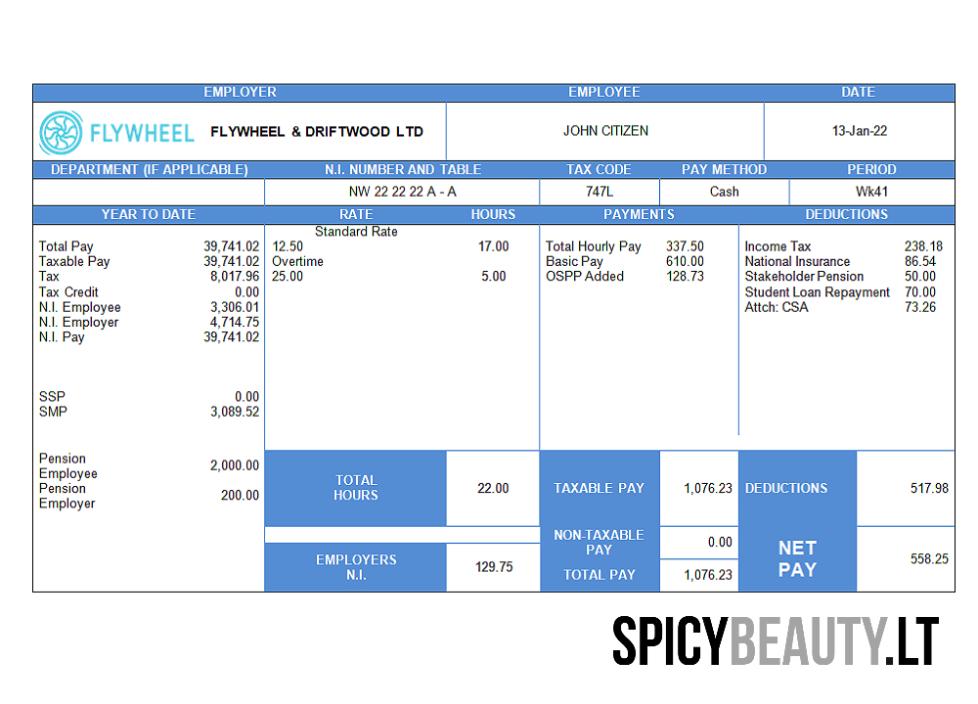 EMPLOYER EMPLOYEE DATE
FLYWHEEL FLYWHEEL & DRIFTWOOD LTD JOHN CITIZEN 13-Jan-22
DEPARTMENT (IF APPLICABLE) N.I. NUMBER AND TABLE TAX CODE PAY METHOD PERIOD
NW 22 22 22 A - A 747L Cash Wk41
YEAR TO DATE RATE HOURS PAYMENTS DEDUCTIONS
Standard Rate
Total Pay 39,741.02 12.50 17.00 Total Hourly Pay 337.50 Income Tax 238.18
Taxable Pay 39,741.02 Overtime Basic Pay 610.00 National Insurance 86.54
Tax 8,017.96 25.00 5.00 OSPP Added 128.73 Stakeholder Pension 50.00
Tax Credit 0.00 Student Loan Repayment 70.00
N.I. Employee 3,306.01 Attch: CSA 73.26
N.I. Employer 4,714.75
N.I. Pay 39,741.02
SSP 0.00
SMP 3,089.52
Pension
Employee 2,000.00
Pension
Employer 200.00
TOTAL
HOURS 22.00 TAXABLE PAY 1,076.23 DEDUCTIONS 517.98
NON-TAXABLE
PAY 0.00
EMPLOYERS
N.I. 129.75 TOTAL PAY 1,076.23
NET
PAY 558.25
SPICYBEAUTY.LT